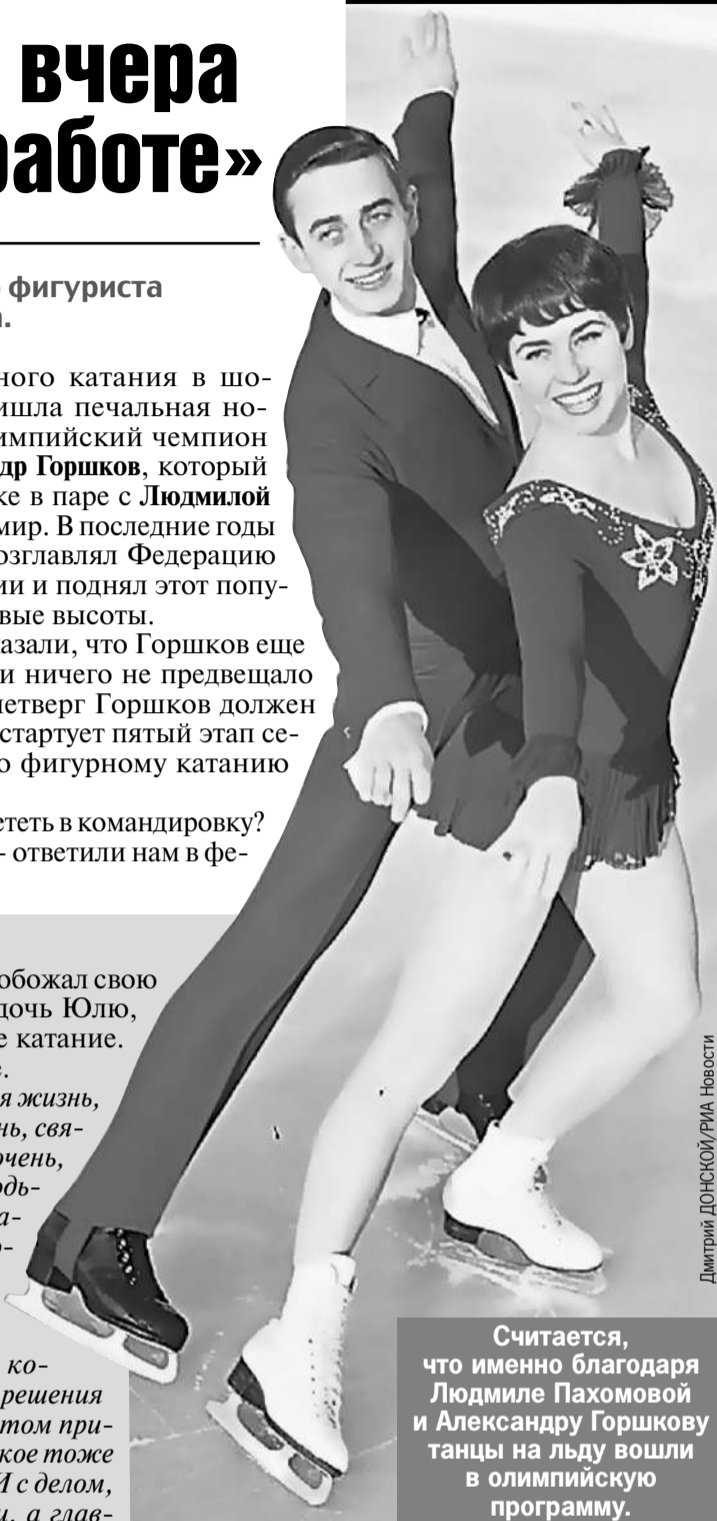 вчера
работе»
фигуриста
ного катания в шо-
ишла печальная но-
импийский чемпион
др Горшков, который
ке в паре с Людмилой
мир. В последние годы
озглавлял Федерацию
ии и поднял этот попу-
вые высоты.
азали, что Горшков еще
и ничего не предвещало
четверг Горшков должен
стартует пятый этап се-
о фигурному катанию
ететь в командировку?
– ответили нам в фе-
обожал свою
дочь Юлю,
е катание.
я жизнь,
нь, свя-
очень,
одь-
а-
о-
ко-
решения
том при-
кое тоже
И с делом,
и, а глав-
Дмитрий ДОНСКОЙ/РИА Новости
Считается,
что именно благодаря
Людмиле Пахомовой
и Александру Горшкову
танцы на льду вошли
в олимпийскую
программу.